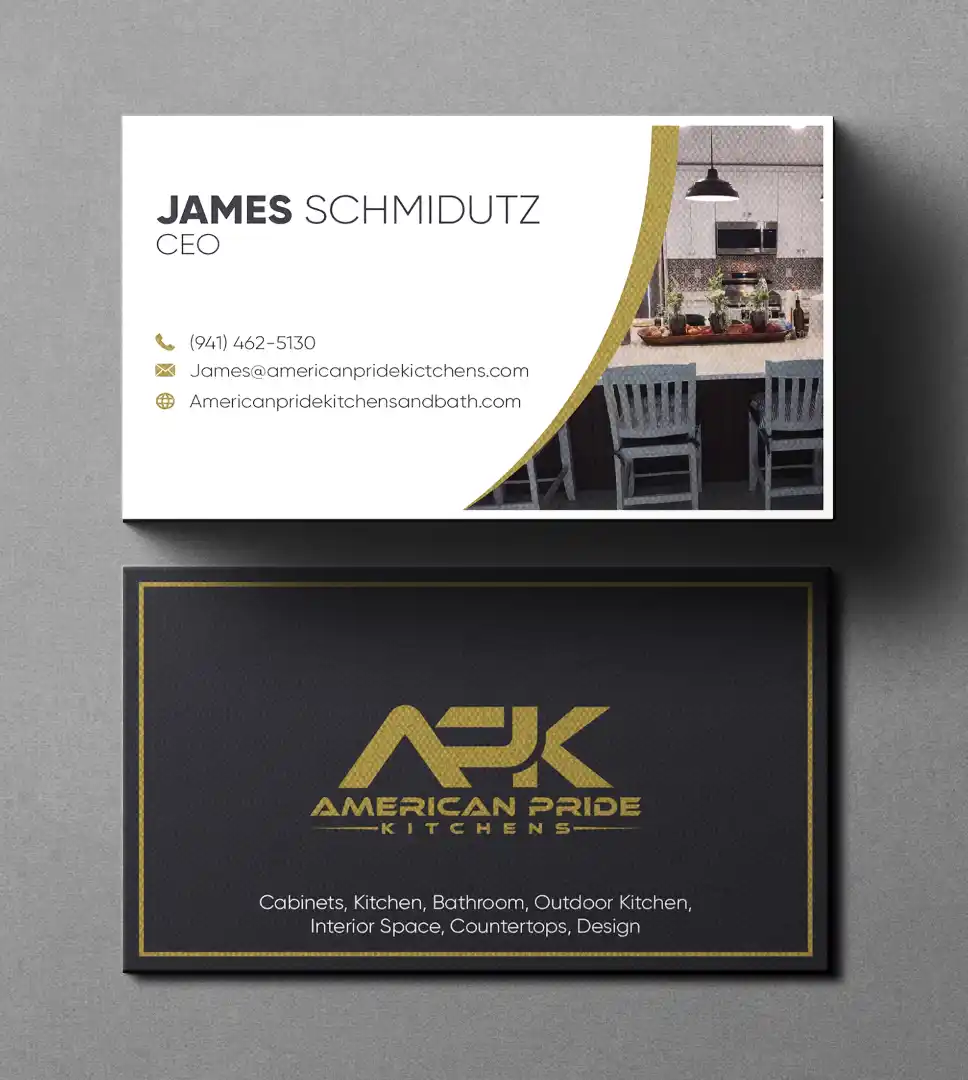 JAMES SCHMIDUTZ
CEO
(941) 462-5130
James@americanpridekictchens.com
Americanpridekitchensandbath.com
APK
AMERICAN PRIDE
KITCHENS
Cabinets, Kitchen, Bathroom, Outdoor Kitchen,
Interior Space, Countertops, Design